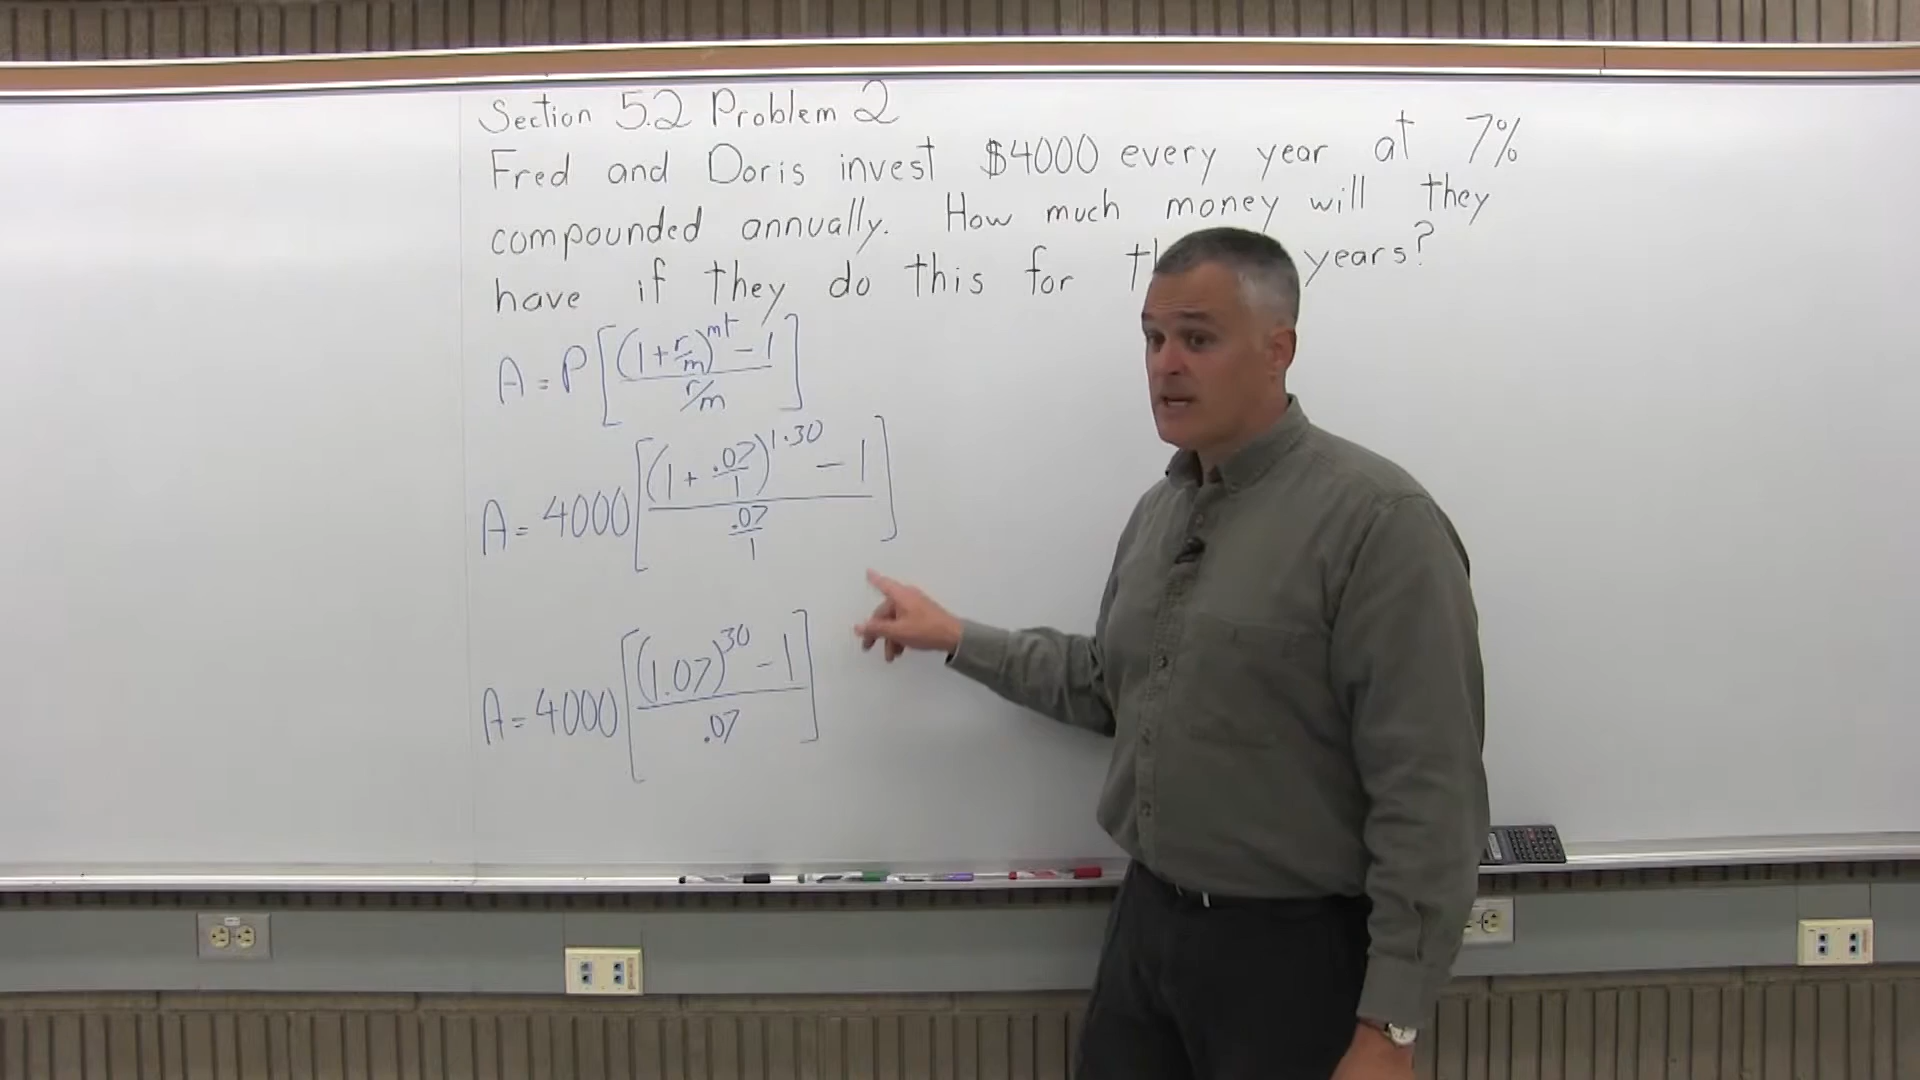 Section 5.2 Problem 2
Fred and Doris invest $4000 every year at 7%
compounded annually. How much money will they
have if they do this for years?
A = P[((1 + r/m)^mt - 1)/(r/m)]
A = 4000[((1 + .07/1)^1·30 - 1)/(.07/1)]
A = 4000[((1.07)^30 - 1)/.07]